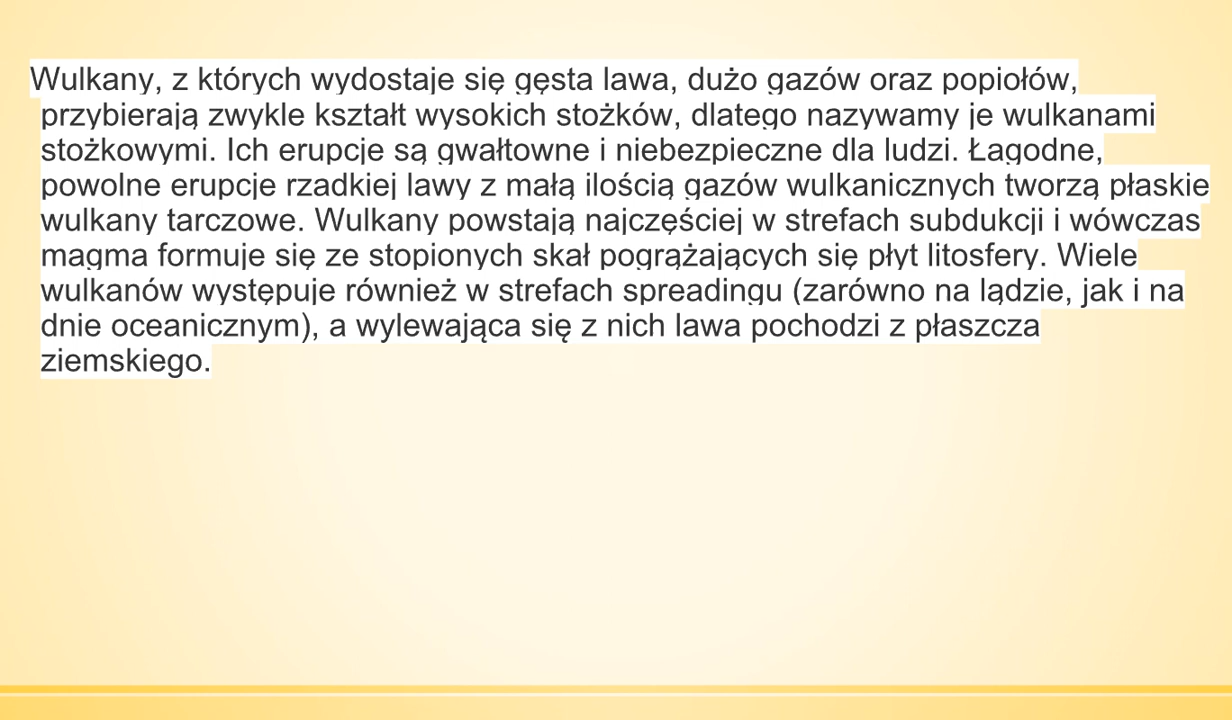 Wulkany, z których wydostaje się gęsta lawa, dużo gazów oraz popiołów,
przybierają zwykle kształt wysokich stożków, dlatego nazywamy je wulkanami
stożkowymi. Ich erupcje są gwałtowne i niebezpieczne dla ludzi. Łagodne,
powolne erupcje rzadkiej lawy z małą ilością gazów wulkanicznych tworzą płaskie
wulkany tarczowe. Wulkany powstają najczęściej w strefach subdukcji i wówczas
magma formuje się ze stopionych skał pogrążających się płyt litosfery. Wiele
wulkanów występuje również w strefach spreadingu (zarówno na lądzie, jak i na
dnie oceanicznym), a wylewająca się z nich lawa pochodzi z płaszcza
ziemskiego.